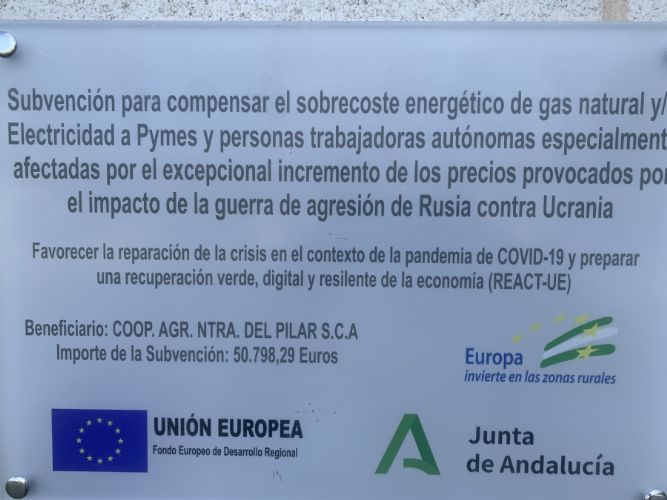 Subvención para compensar el sobrecoste energético de gas natural y/
Electricidad a Pymes y personas trabajadoras autónomas especialment
afectadas por el excepcional incremento de los precios provocados por
el impacto de la guerra de agresión de Rusia contra Ucrania
Favorecer la reparación de la crisis en el contexto de la pandemia de COVID-19 y preparar
una recuperación verde, digital y resilente de la economía (REACT-UE)
Beneficiario: COOP. AGR. NTRA. DEL PILAR S.C.A
Importe de la Subvención: 50.798,29 Euros
Europa
invierte en las zonas rurales
UNIÓN EUROPEA
Fondo Europeo de Desarrollo Regional
Junta
de Andalucía